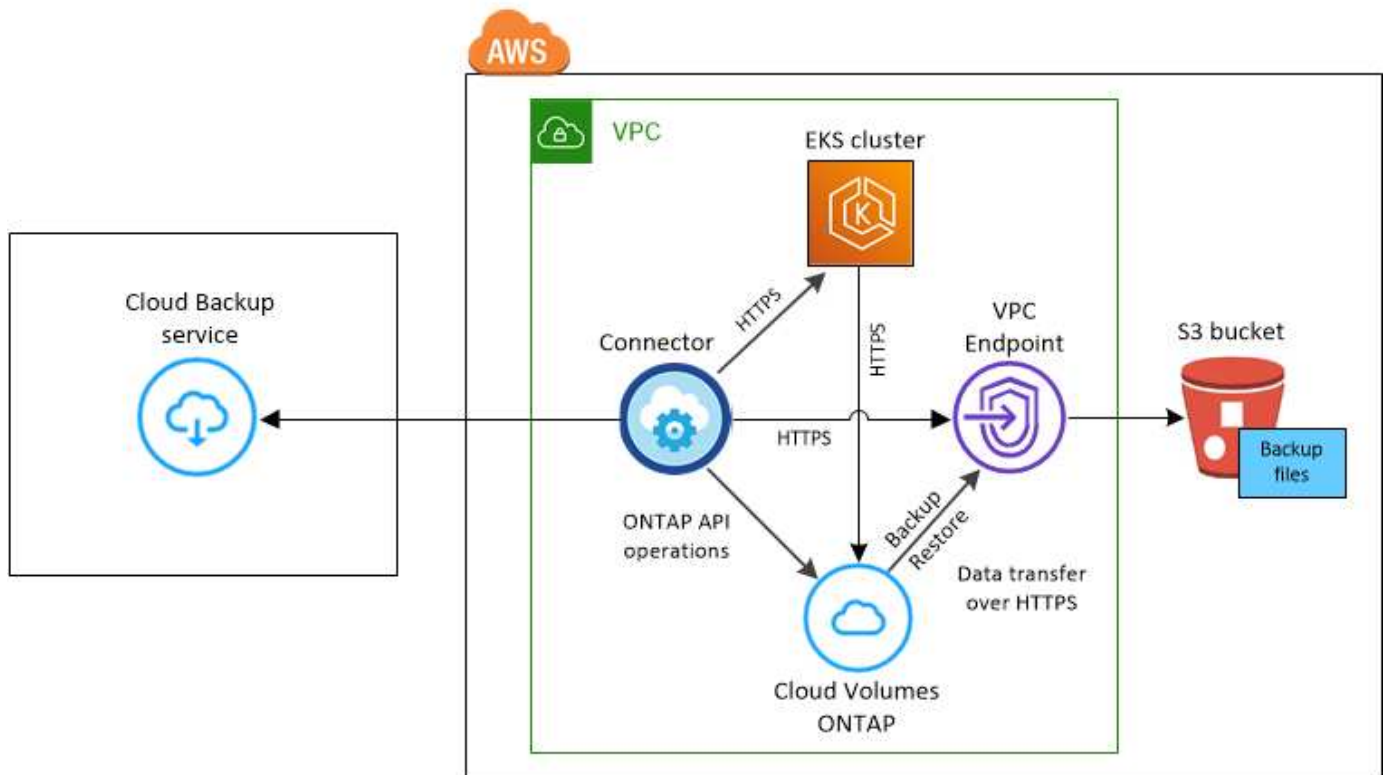 AWS
VPC
EKS cluster
K
Cloud Backup
service
HTTPS
HTTPS
VPC
Endpoint
Connector
S3 bucket
HTTPS
Backup
files
ONTAP API
operations
Backup
Restore
Data transfer
over HTTPS
Cloud Volumes
ONTAP